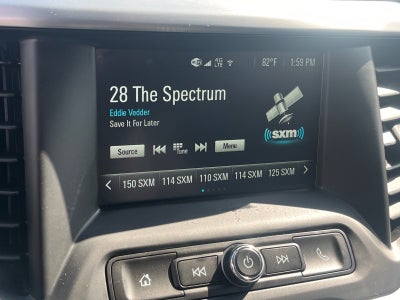 4G LTE 82°F 1:59 PM
28 The Spectrum
Eddie Vedder
Save It For Later
sxm
Source Tune Menu
150 SXM 114 SXM 110 SXM 114 SXM 125 SXM